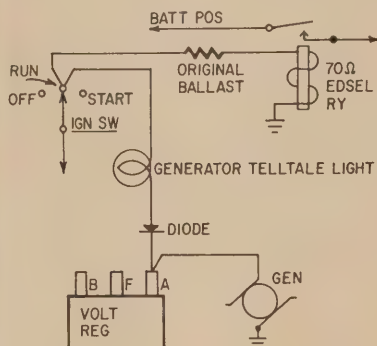 BATT POS
ORIGINAL
BALLAST
70Ω
EDSEL
RY
RUN
OFF
START
IGN SW
GENERATOR TELLTALE LIGHT
DIODE
B
F
A
GEN
VOLT
REG